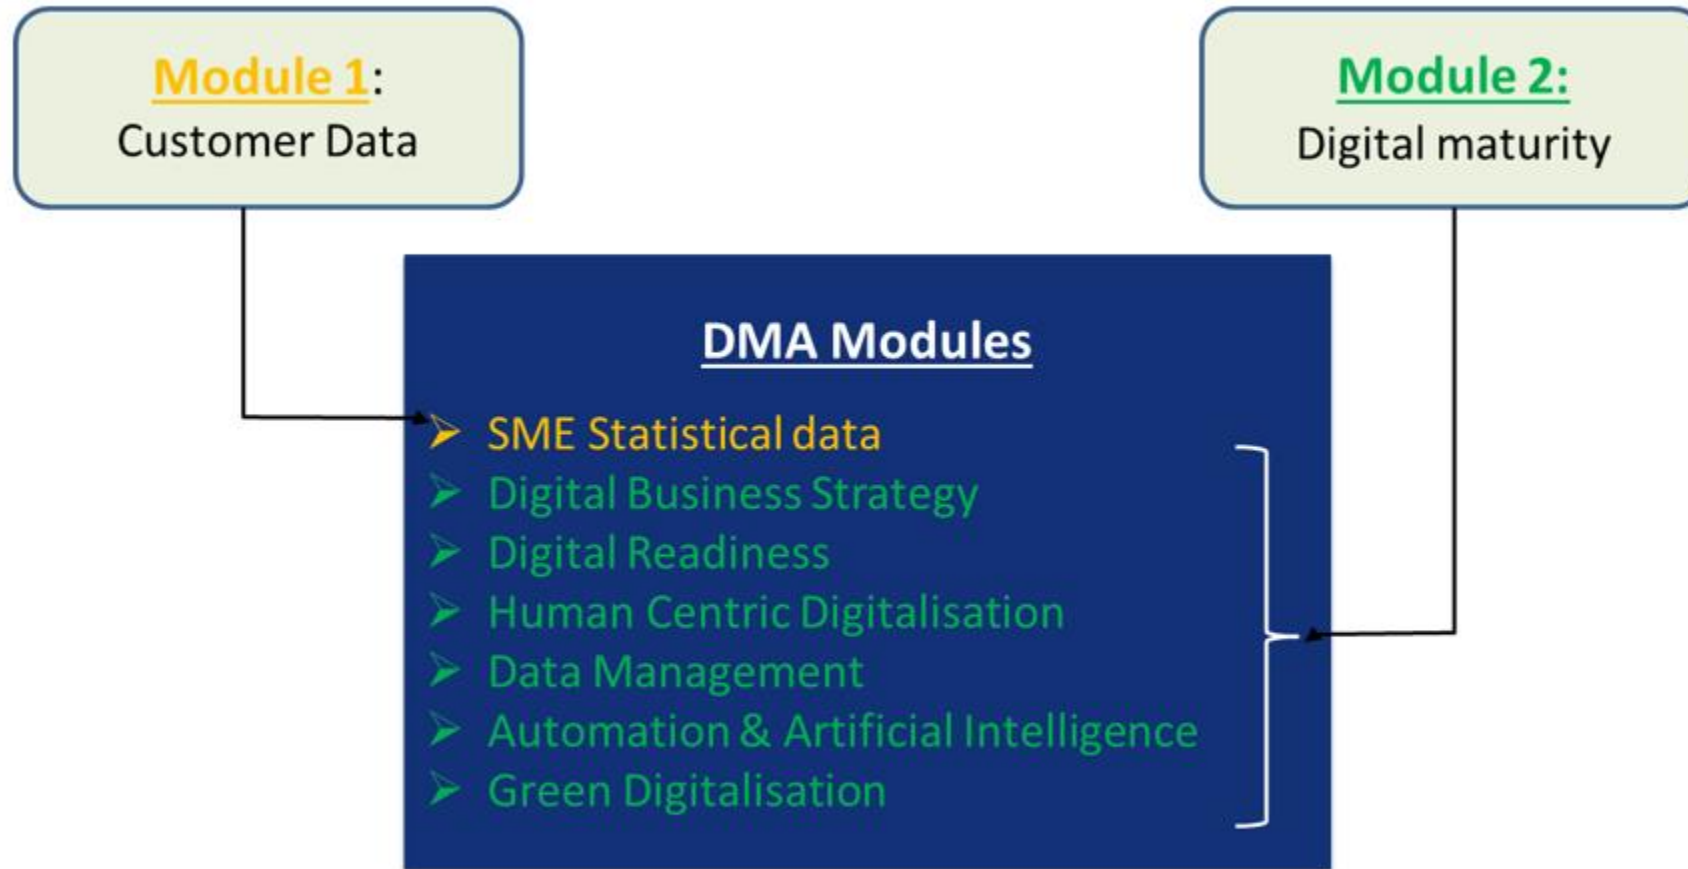 Module 1:
Customer Data
Module 2:
Digital maturity
DMA Modules
SME Statistical data
Digital Business Strategy
Digital Readiness
Human Centric Digitalisation
Data Management
Automation & Artificial Intelligence
Green Digitalisation